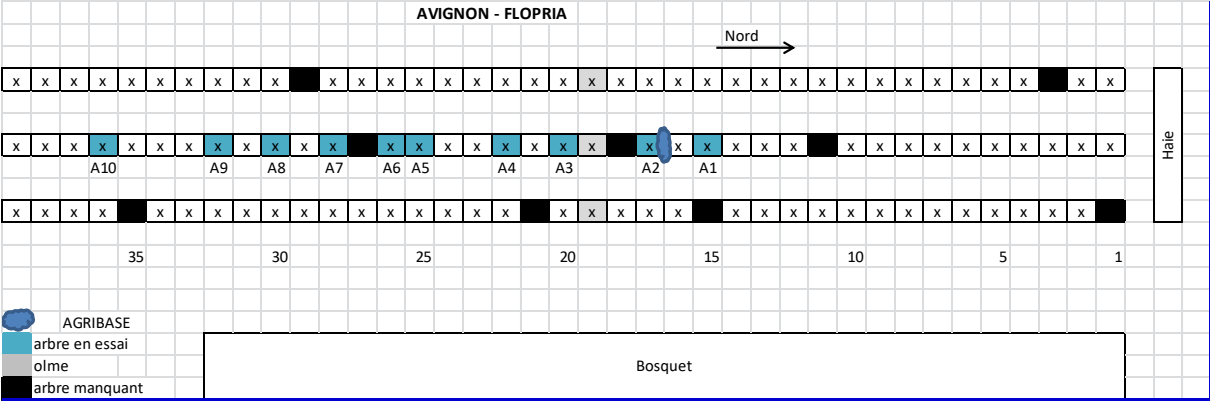 AVIGNON - FLOPRIA
Nord
x x x x x x x x x x x x x x x x x x x x x x x x x x x x x x x x x x x x x
x x x x x x x x x x x x x x x x x x x x x x x x x x x x x x x x x x x x
A10 A9 A8 A7 A6 A5 A4 A3 A2 A1
x x x x x x x x x x x x x x x x x x x x x x x x x x x x x x x x x x x
Haie
35 30 25 20 15 10 5 1
AGRIBASE
arbre en essai
olme
arbre manquant
Bosquet